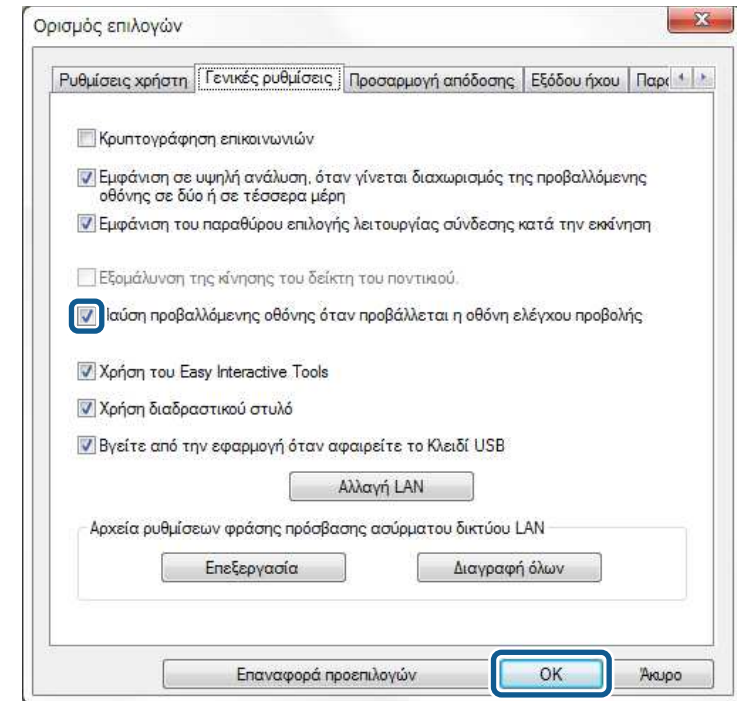 Ορισμός επιλογών
Ρυθμίσεις χρήστη Γενικές ρυθμίσεις Προσαρμογή απόδοσης Εξόδου ήχου Παρ
Κρυπτογράφηση επικοινωνιών
Εμφάνιση σε υψηλή ανάλυση, όταν γίνεται διαχωρισμός της προβαλλόμενης
οθόνης σε δύο ή σε τέσσερα μέρη
Εμφάνιση του παραθύρου επιλογής λειτουργίας σύνδεσης κατά την εκκίνηση
Εξομάλυνση της κίνησης του δείκτη του ποντικιού.
αύση προβαλλόμενης οθόνης όταν προβάλλεται η οθόνη ελέγχου προβολής
Χρήση του Easy Interactive Tools
Χρήση διαδραστικού στυλό
Βγείτε από την εφαρμογή όταν αφαιρείτε το Κλειδί USB
Αλλαγή LAN
Αρχεία ρυθμίσεων φράσης πρόσβασης ασύρματου δικτύου LAN
Επεξεργασία Διαγραφή όλων
Επαναφορά προεπιλογών OK Άκυρο